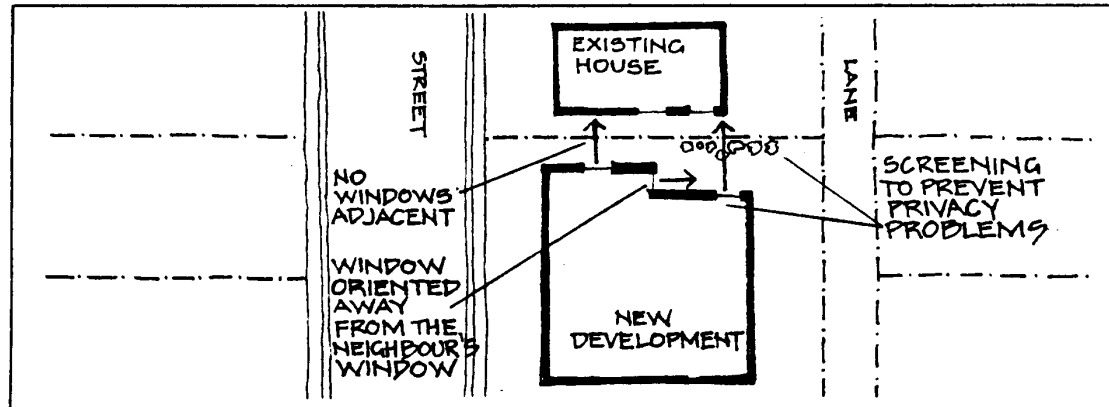 EXISTING
HOUSE
STREET
LANE
NO
WINDOWS
ADJACENT
SCREENING
TO PREVENT
PRIVACY
PROBLEMS
WINDOW
ORIENTED
AWAY
FROM THE
NEIGHBOUR'S
WINDOW
NEW
DEVELOPMENT